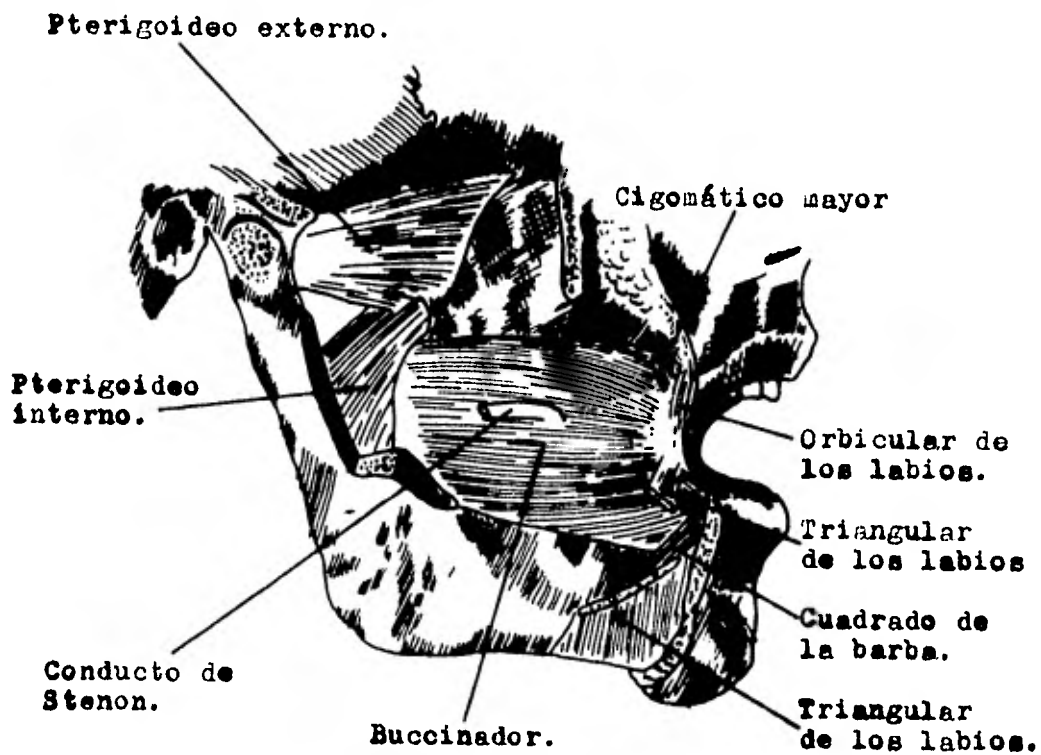 Pterigoideo externo.
Cigomático mayor
Pterigoideo
interno.
Orbicular de
los labios.
Triangular
de los labios
Cuadrado de
la barba.
Conducto de
Stenon.
Triangular
de los labios.
Buccinador.